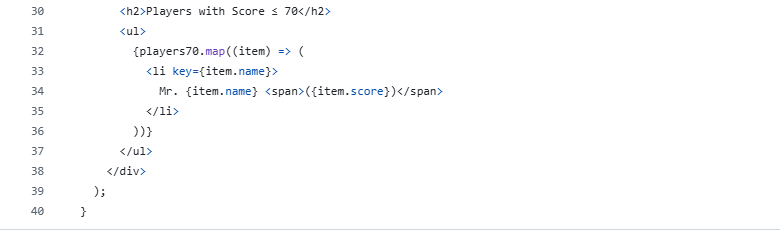 30 <h2>Players with Score ≤ 70</h2>
31 <ul>
32 {players70.map((item) => (
33 <li key={item.name}>
34 Mr. {item.name} <span>({item.score})</span>
35 </li>
36 ))}
37 </ul>
38 </div>
39 );
40 }